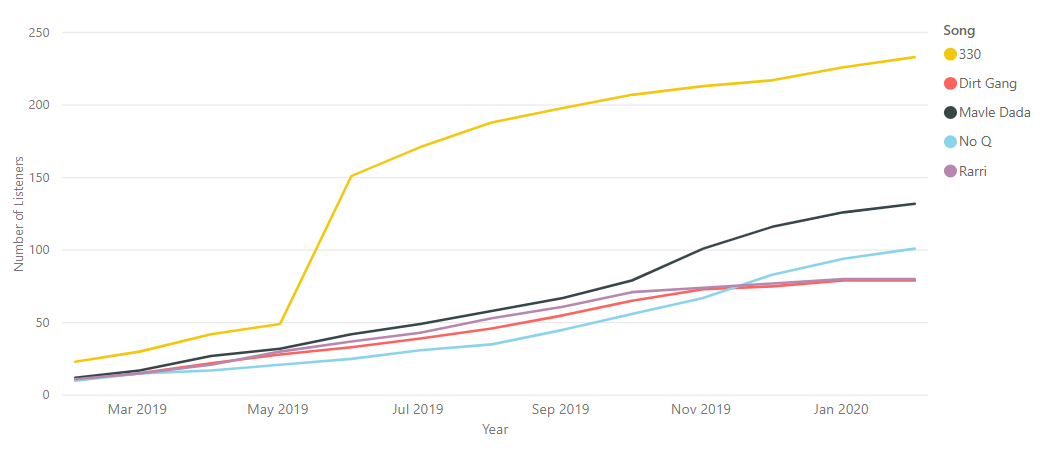 Song
330
Dirt Gang
Mavle Dada
No Q
Rarri
250
200
150
100
50
0
Number of Listeners
Mar 2019 May 2019 Jul 2019 Sep 2019 Nov 2019 Jan 2020
Year